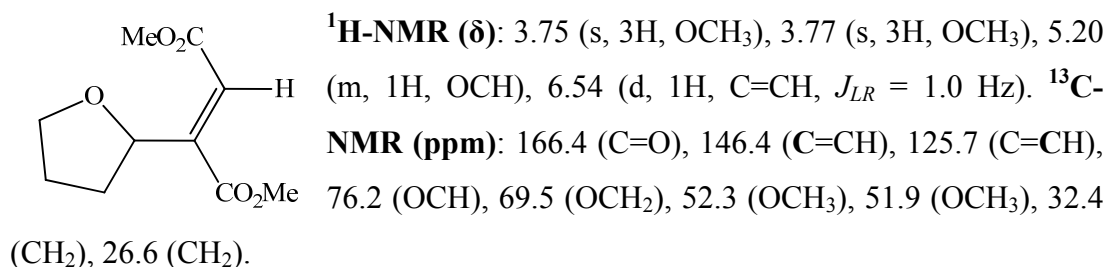 MeO₂C
H
O
CO₂Me
¹H-NMR (δ): 3.75 (s, 3H, OCH₃), 3.77 (s, 3H, OCH₃), 5.20
(m, 1H, OCH), 6.54 (d, 1H, C=CH, J_LR = 1.0 Hz). ¹³C-
NMR (ppm): 166.4 (C=O), 146.4 (C=CH), 125.7 (C=CH),
76.2 (OCH), 69.5 (OCH₂), 52.3 (OCH₃), 51.9 (OCH₃), 32.4
(CH₂), 26.6 (CH₂).